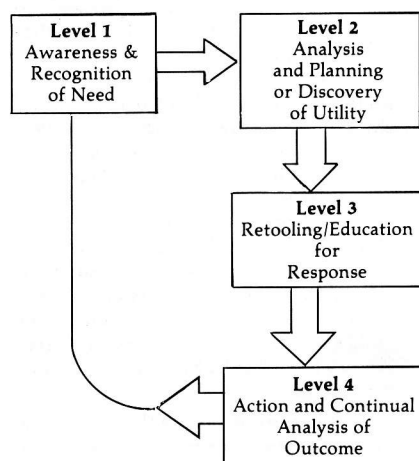 Level 1
Awareness &
Recognition
of Need
Level 2
Analysis
and Planning
or Discovery
of Utility
Level 3
Retooling/Education
for
Response
Level 4
Action and Continual
Analysis of
Outcome